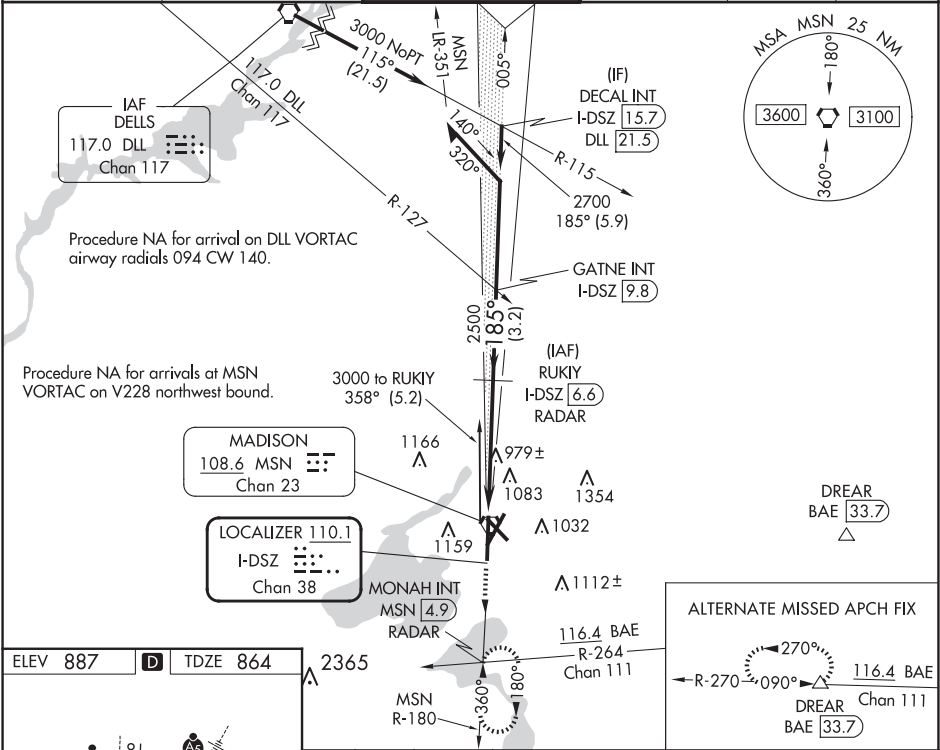 3000 NoPT
115°
(21.5)
MSN
LR-351
005°
117.0 DLL
Chan 117
IAF
DELLS
117.0 DLL
Chan 117
(IF)
DECAL INT
I-DSZ 15.7
DLL 21.5
MSA MSN 25 NM
180°
3600
3100
360°
140°
320°
R-115
2700
185° (5.9)
R-127
Procedure NA for arrival on DLL VORTAC
airway radials 094 CW 140.
GATNE INT
I-DSZ 9.8
2500
185°
(3.2)
Procedure NA for arrivals at MSN
VORTAC on V228 northwest bound.
3000 to RUKIY
358° (5.2)
(IAF)
RUKIY
I-DSZ 6.6
RADAR
MADISON
108.6 MSN
Chan 23
1166
979±
1083
1354
1032
1159
DREAR
BAE 33.7
LOCALIZER 110.1
I-DSZ
Chan 38
MONAH INT
MSN 4.9
RADAR
1112±
116.4 BAE
R-264
Chan 111
ALTERNATE MISSED APCH FIX
270°
R-270
090°
116.4 BAE
Chan 111
DREAR
BAE 33.7
ELEV 887 D TDZE 864
2365
MSN
R-180
360°
180°
A5